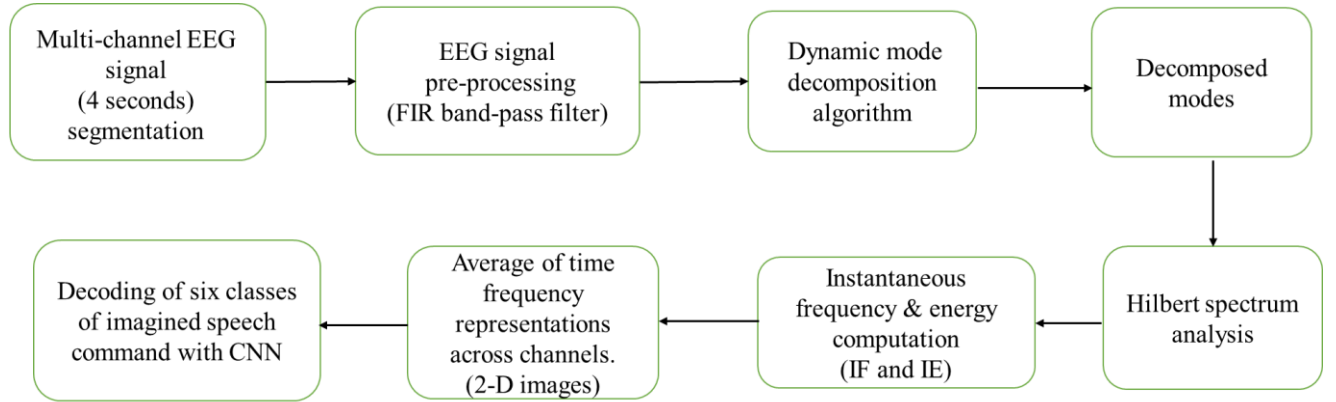 Multi-channel EEG
signal
(4 seconds)
segmentation
EEG signal
pre-processing
(FIR band-pass filter)
Dynamic mode
decomposition
algorithm
Decomposed
modes
Hilbert spectrum
analysis
Instantaneous
frequency & energy
computation
(IF and IE)
Average of time
frequency
representations
across channels.
(2-D images)
Decoding of six classes
of imagined speech
command with CNN